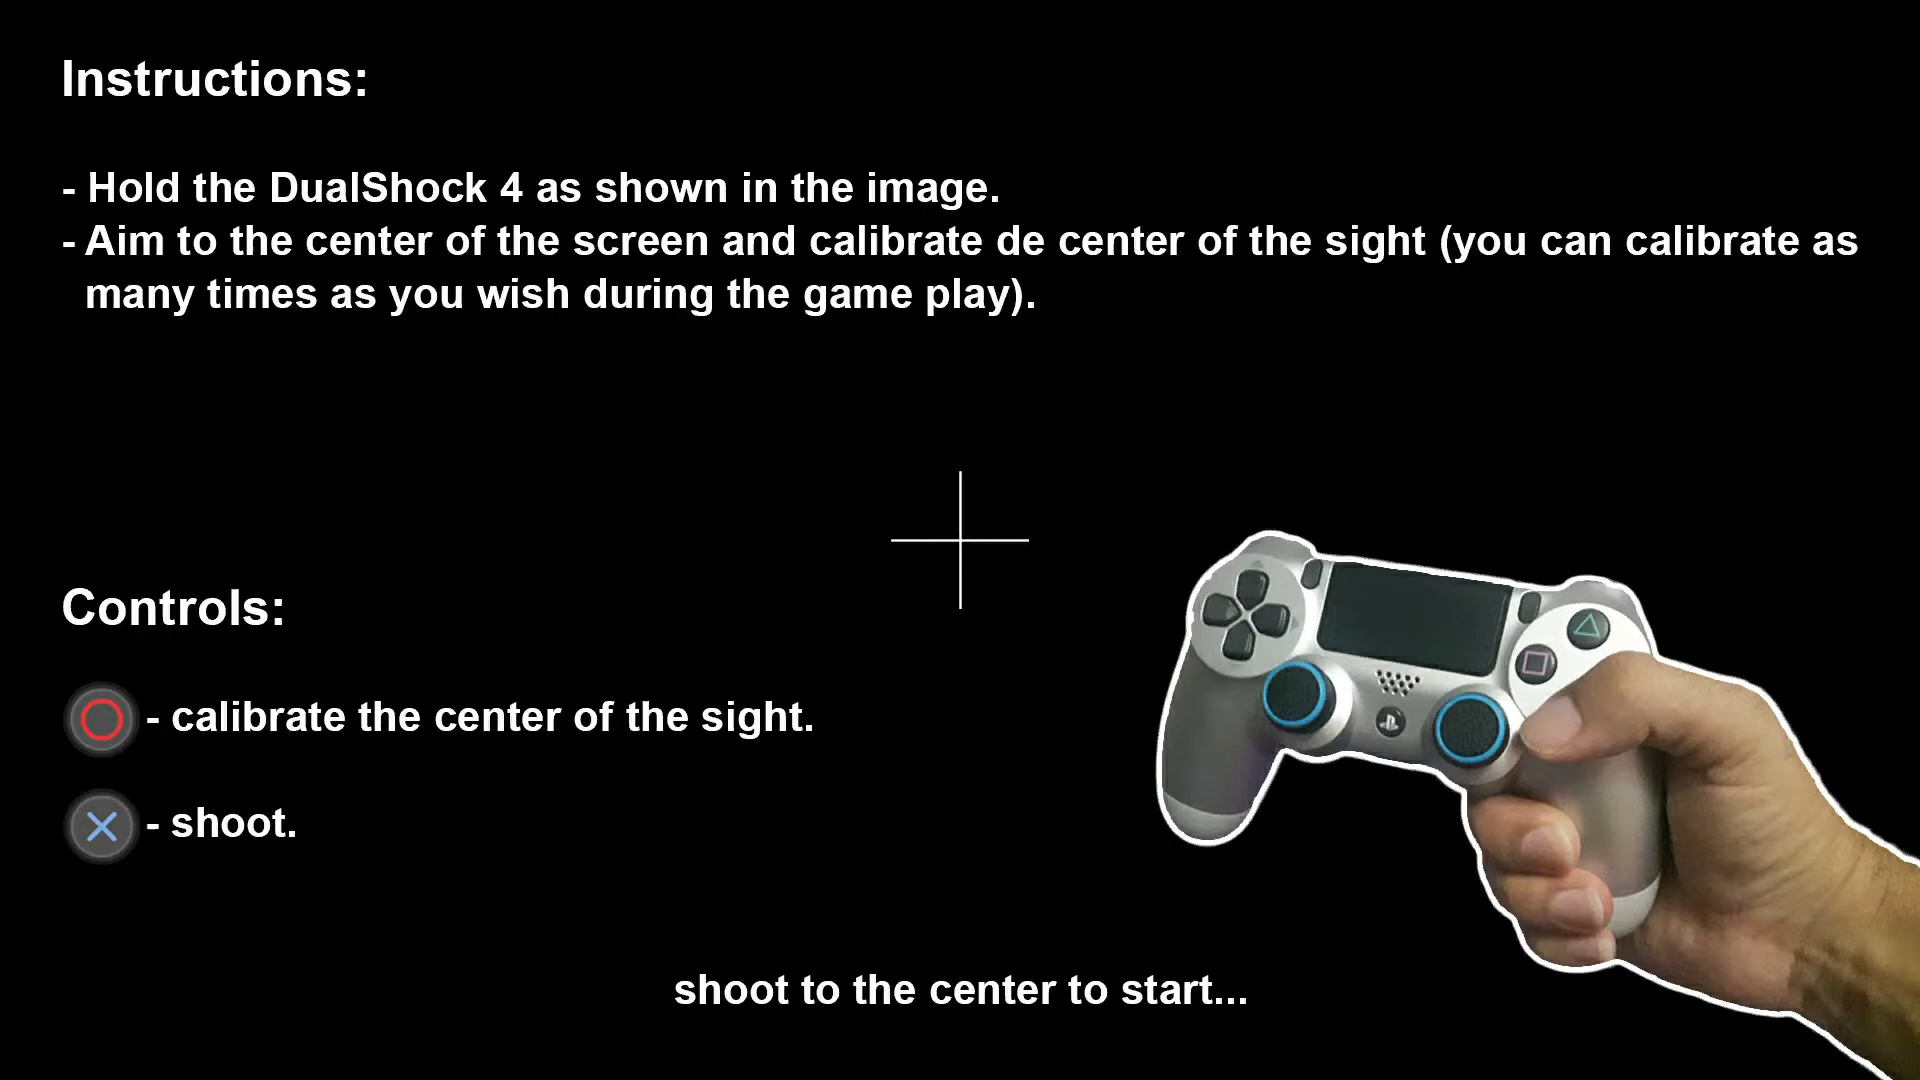 Instructions:
- Hold the DualShock 4 as shown in the image.
- Aim to the center of the screen and calibrate de center of the sight (you can calibrate as
many times as you wish during the game play).
Controls:
- calibrate the center of the sight.
- shoot.
shoot to the center to start...